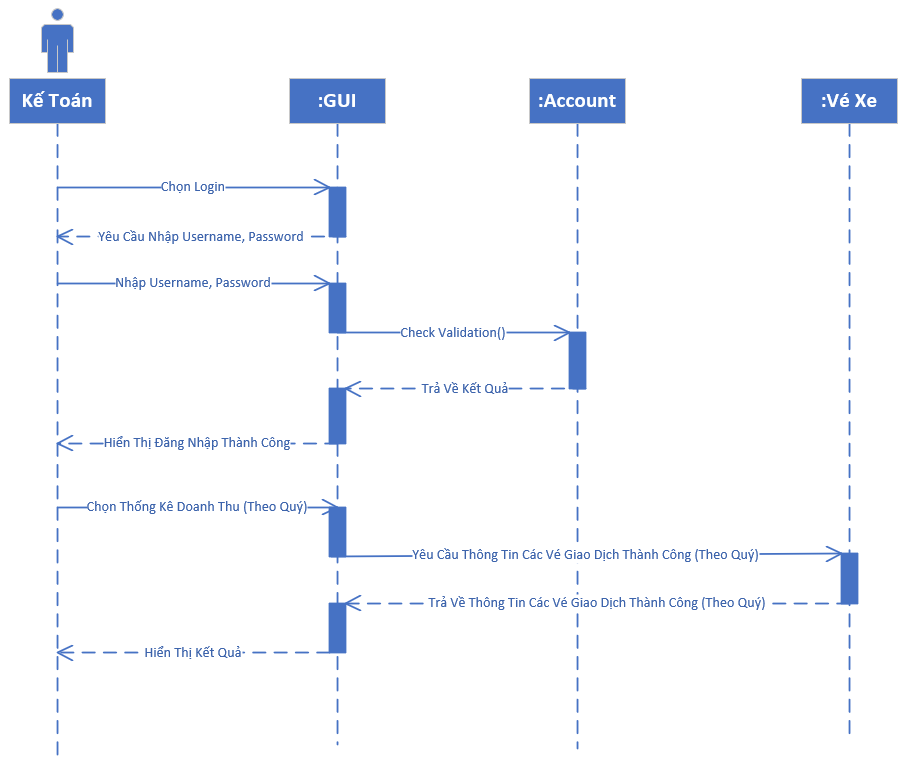 Kế Toán
:GUI
:Account
:Vé Xe
Chọn Login
Yêu Cầu Nhập Username, Password
Nhập Username, Password
Check Validation()
Trả Về Kết Quả
Hiển Thị Đăng Nhập Thành Công
Chọn Thống Kê Doanh Thu (Theo Quý)
Yêu Cầu Thông Tin Các Vé Giao Dịch Thành Công (Theo Quý)
Trả Về Thông Tin Các Vé Giao Dịch Thành Công (Theo Quý)
Hiển Thị Kết Quả